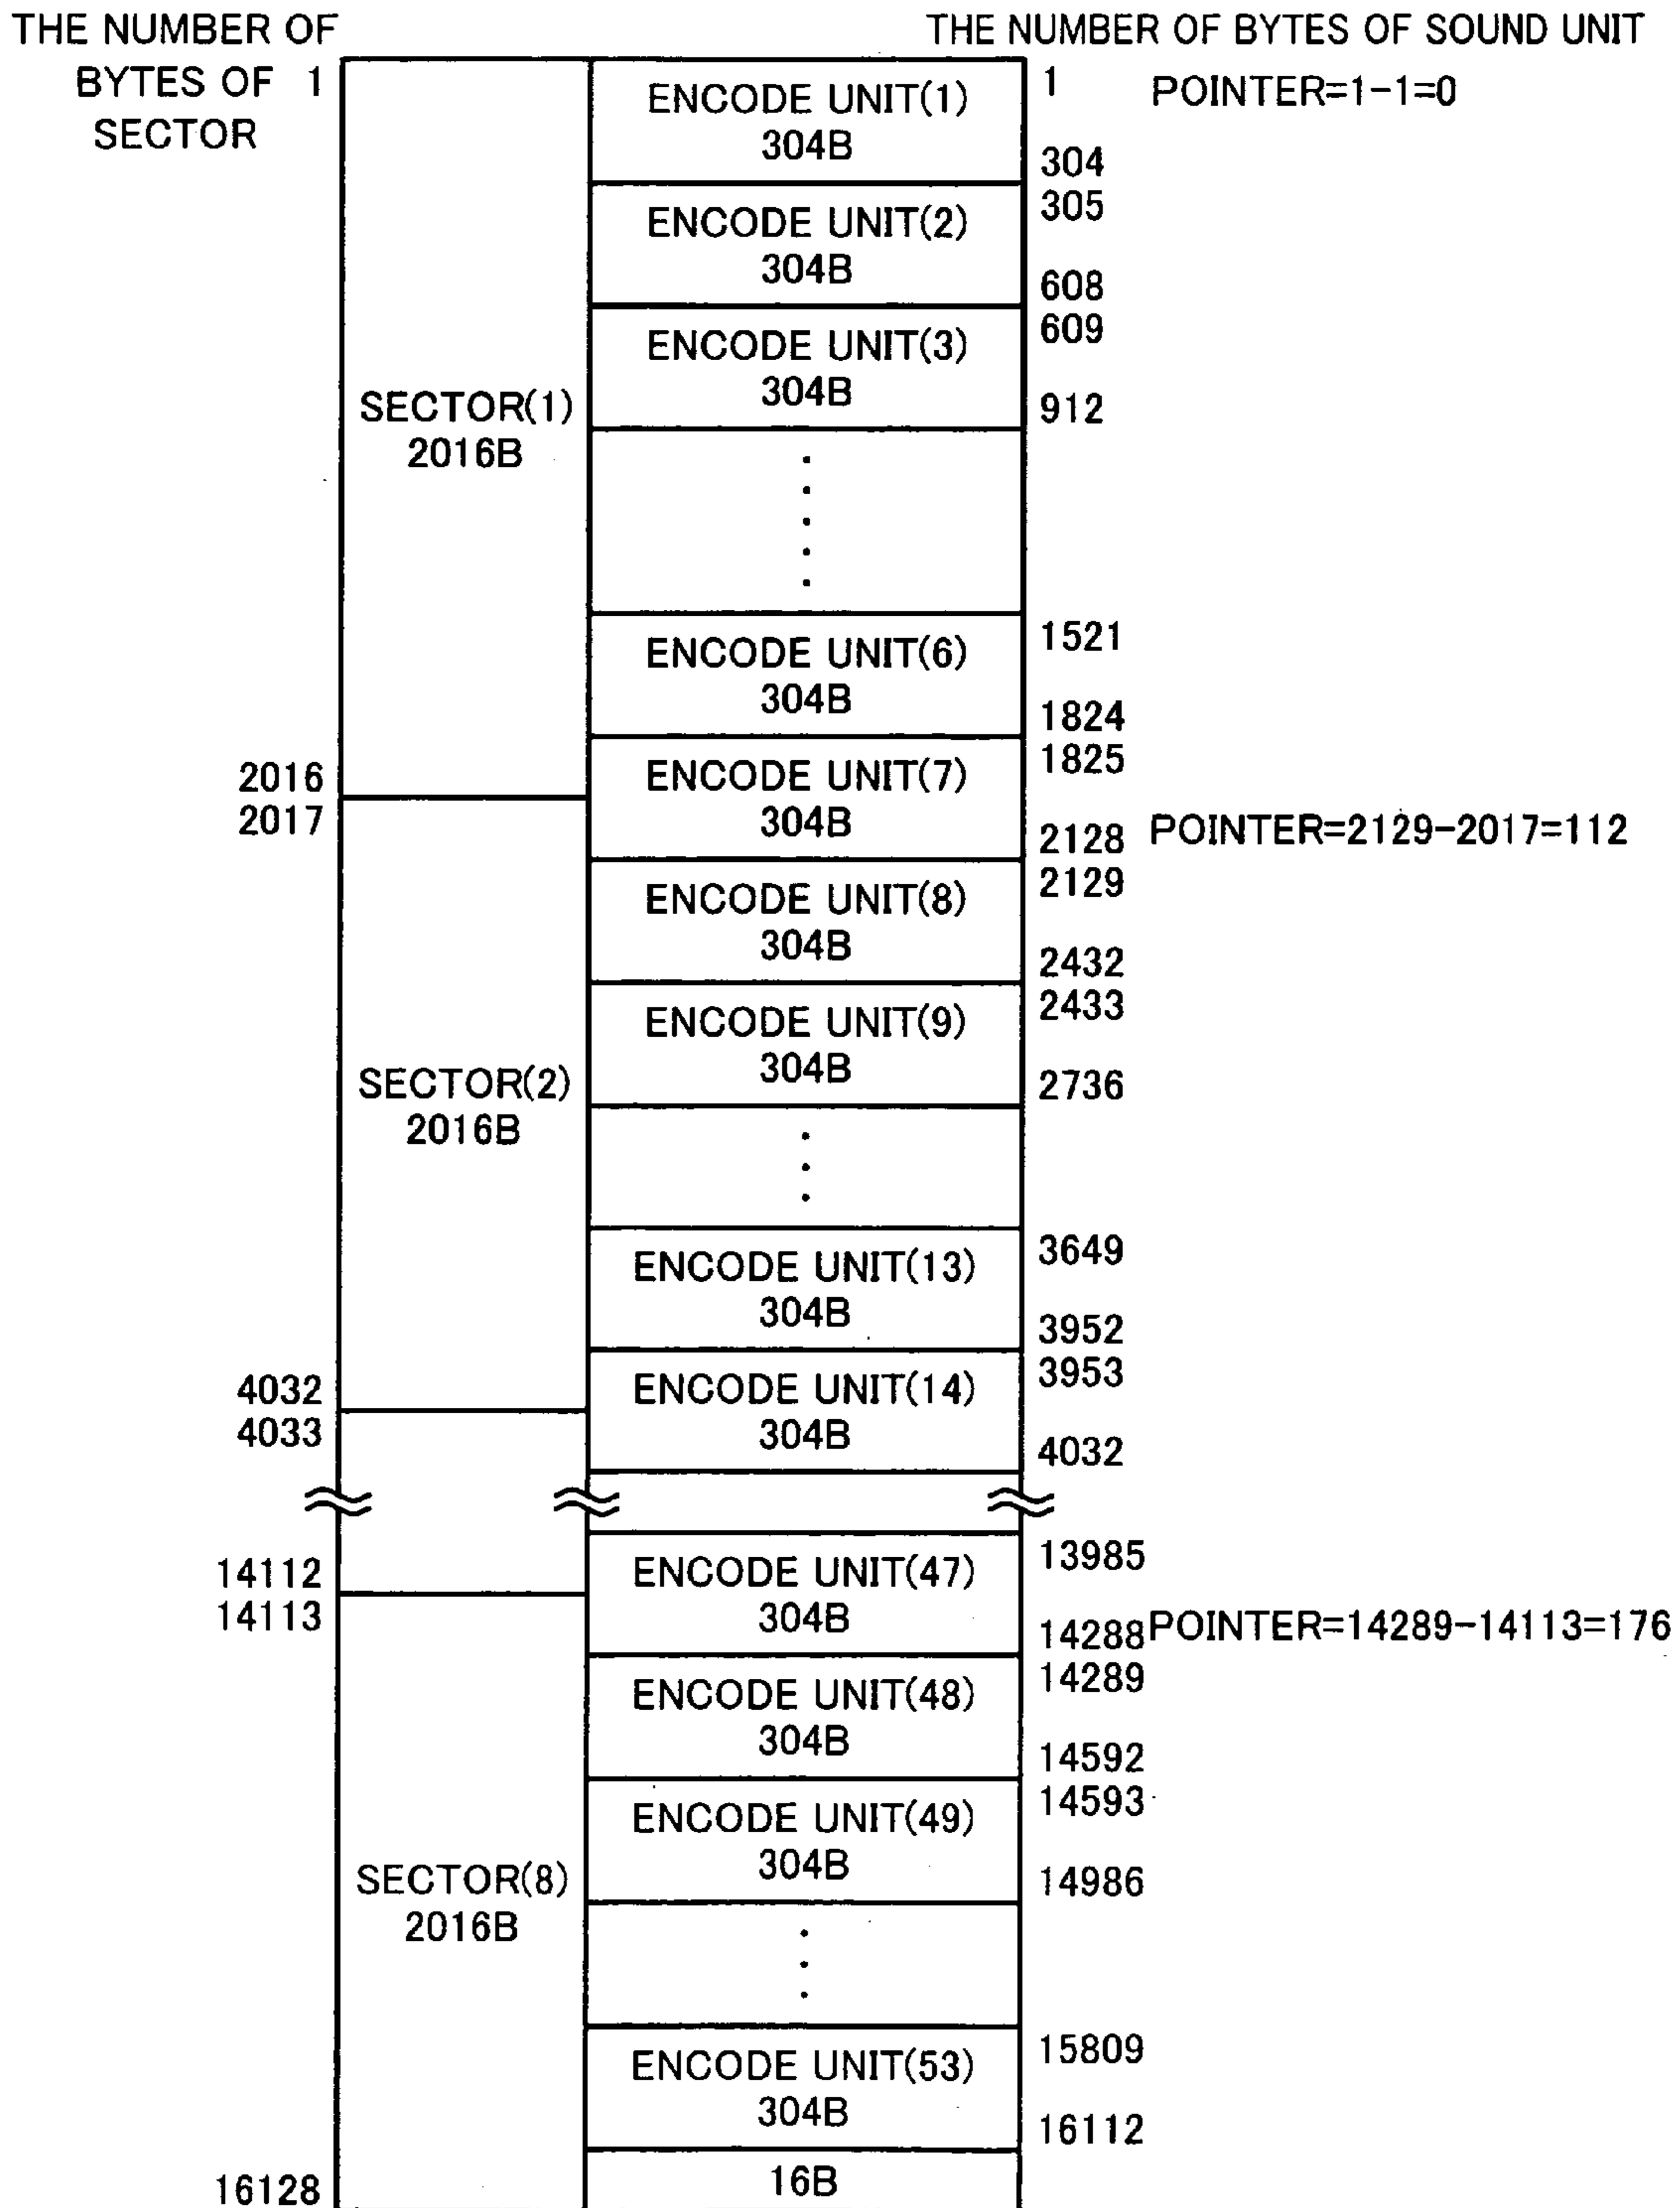 THE NUMBER OF
BYTES OF 1
SECTOR
THE NUMBER OF BYTES OF SOUND UNIT
ENCODE UNIT(1)
304B
1
POINTER=1-1=0
304
ENCODE UNIT(2)
304B
305
608
ENCODE UNIT(3)
304B
609
912
SECTOR(1)
2016B
ENCODE UNIT(6)
304B
1521
1824
2016
2017
ENCODE UNIT(7)
304B
1825
2128
POINTER=2129-2017=112
ENCODE UNIT(8)
304B
2129
2432
ENCODE UNIT(9)
304B
2433
2736
SECTOR(2)
2016B
ENCODE UNIT(13)
304B
3649
3952
4032
4033
ENCODE UNIT(14)
304B
3953
4032
14112
14113
ENCODE UNIT(47)
304B
13985
14288
POINTER=14289-14113=176
ENCODE UNIT(48)
304B
14289
14592
ENCODE UNIT(49)
304B
14593
14986
SECTOR(8)
2016B
ENCODE UNIT(53)
304B
15809
16112
16128
16B